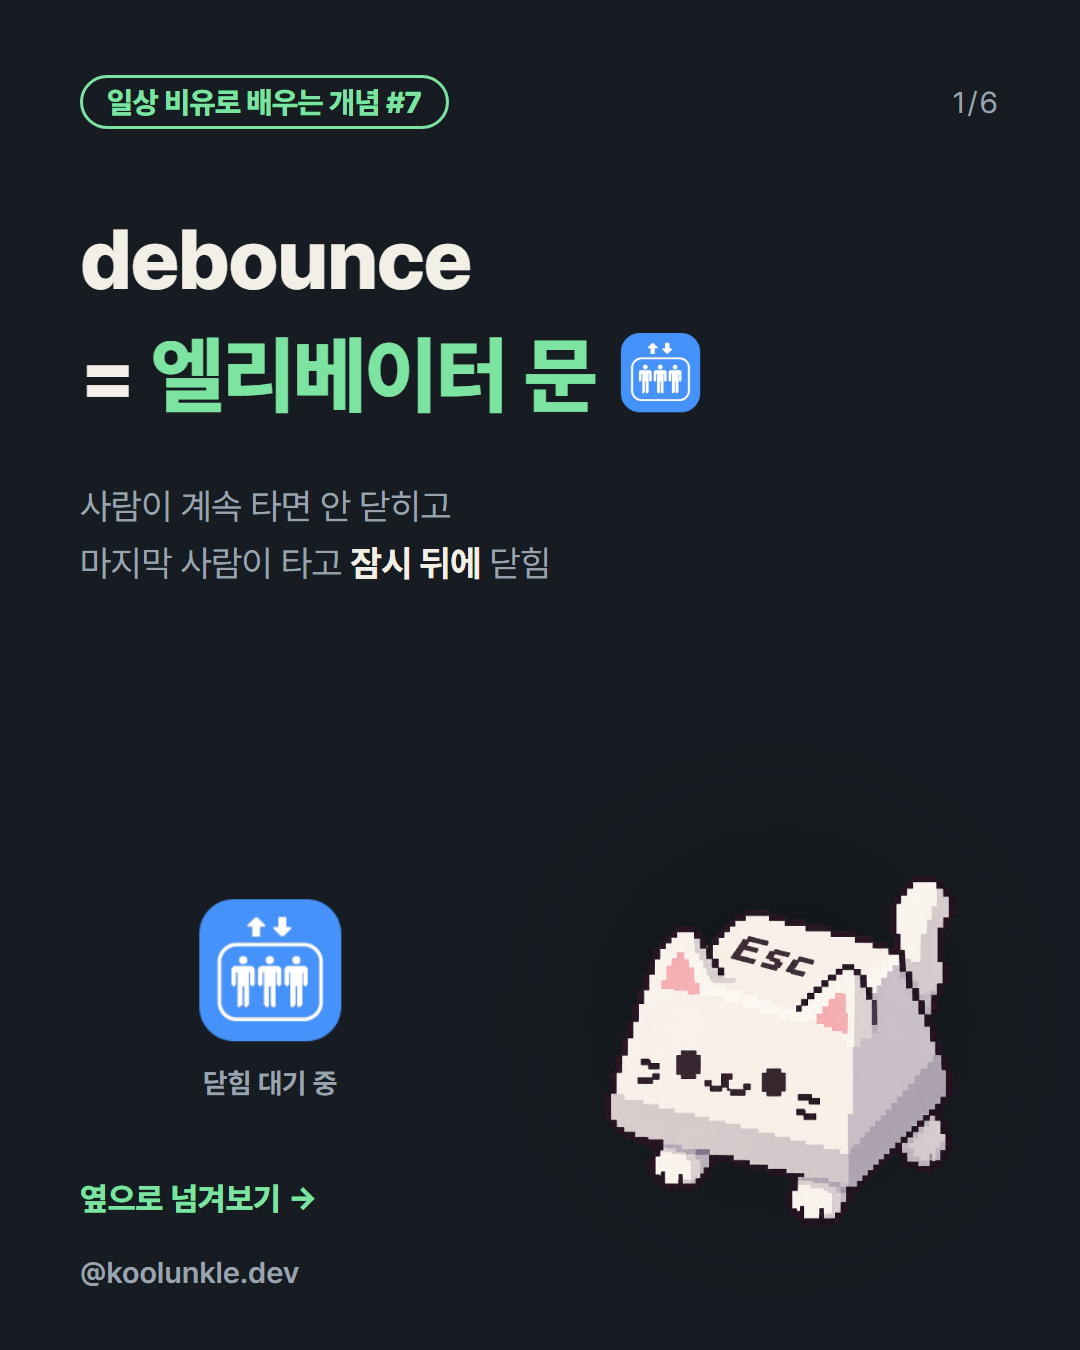 일상 비유로 배우는 개념 #7
1/6
debounce
= 엘리베이터 문
사람이 계속 타면 안 닫히고
마지막 사람이 타고 잠시 뒤에 닫힘
Esc
닫힘 대기 중
옆으로 넘겨보기 →
@koolunkle.dev